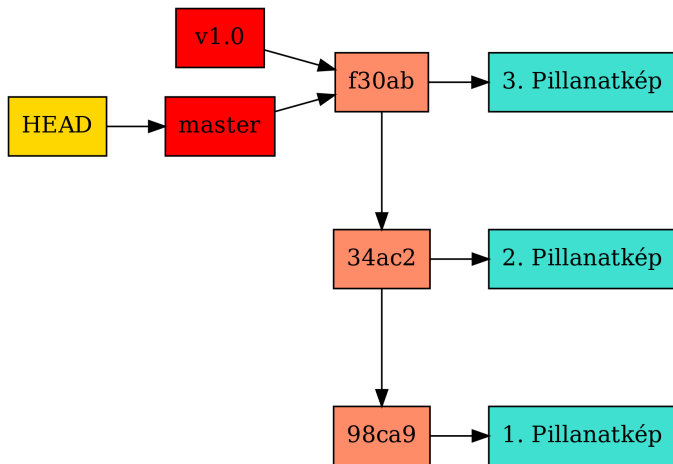 v1.0
f30ab
3. Pillanatkép
HEAD
master
34ac2
2. Pillanatkép
98ca9
1. Pillanatkép